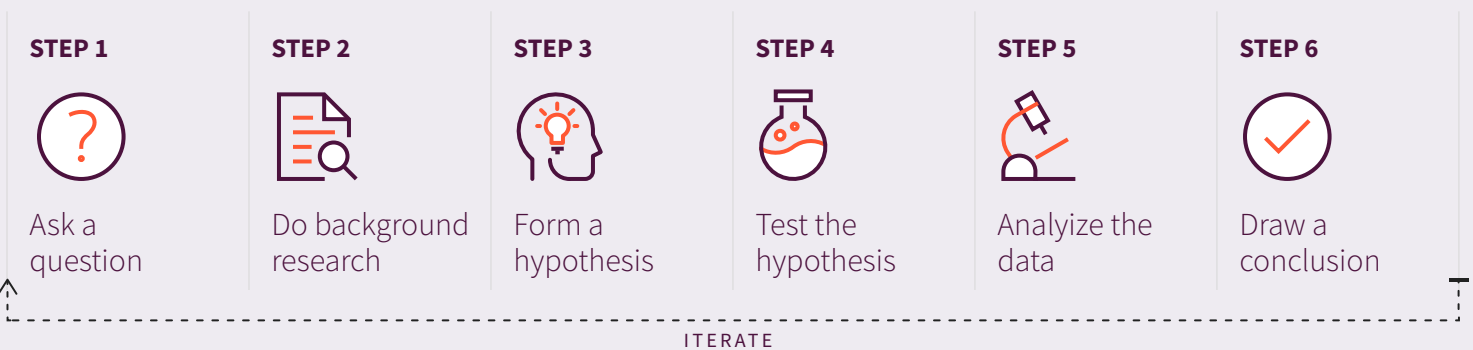 STEP 1
Ask a
question
STEP 2
Do background
research
STEP 3
Form a
hypothesis
STEP 4
Test the
hypothesis
STEP 5
Analyize the
data
STEP 6
Draw a
conclusion
ITERATE